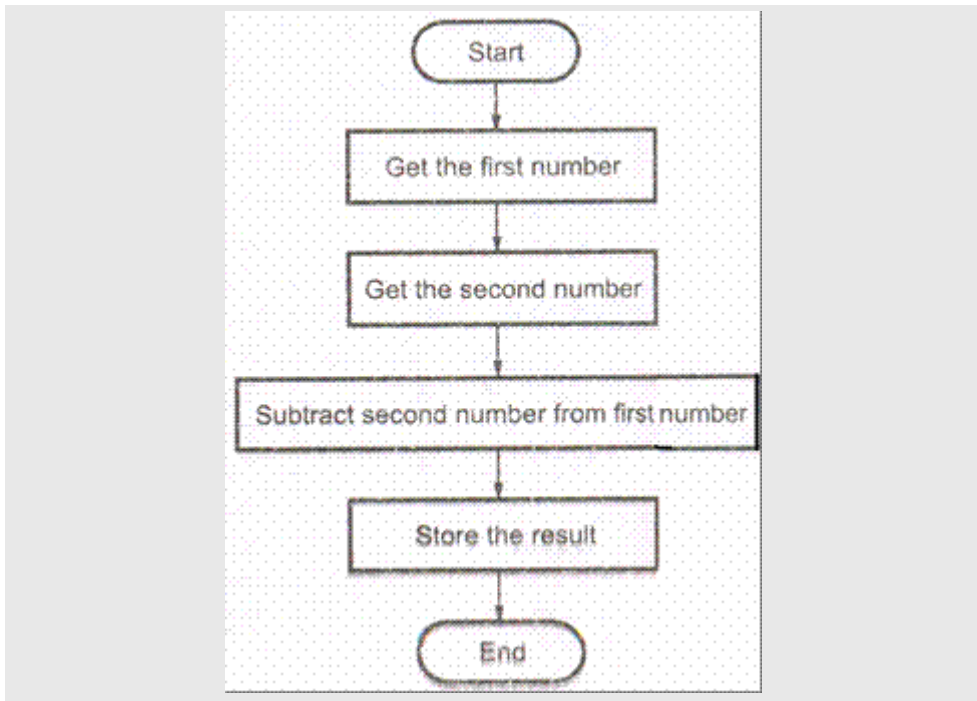 Start
Get the first number
Get the second number
Subtract second number from first number
Store the result
End